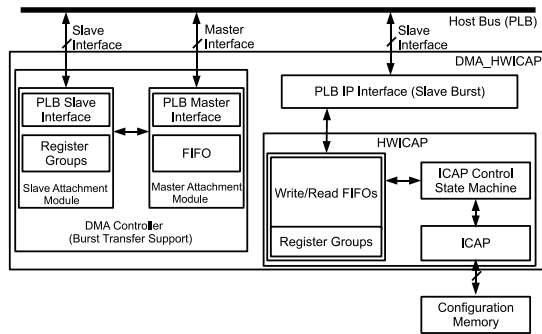 Host Bus (PLB)
Slave
Interface
Master
Interface
Slave
Interface
DMA_HWICAP
PLB Slave
Interface
Register
Groups
Slave Attachment
Module
PLB Master
Interface
FIFO
Master Attachment
Module
DMA Controller
(Burst Transfer Support)
PLB IP Interface (Slave Burst)
HWICAP
Write/Read FIFOs
Register Groups
ICAP Control
State Machine
ICAP
Configuration
Memory